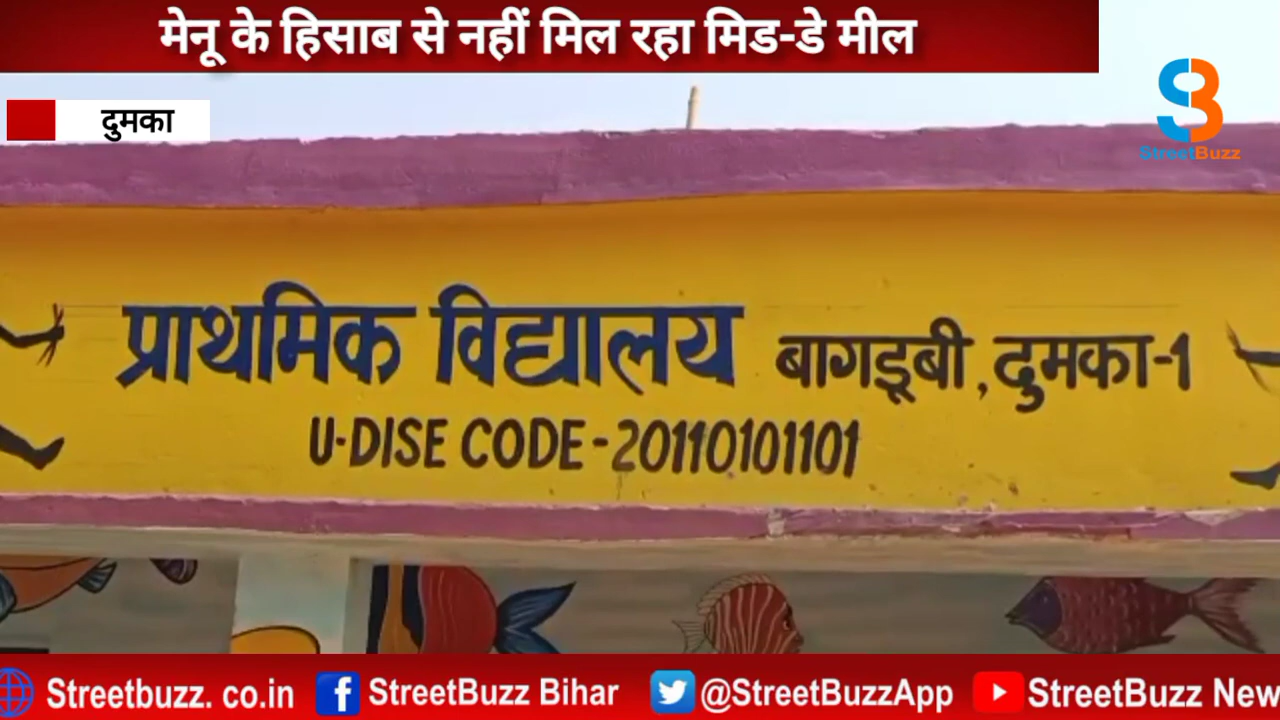 मेनू के हिसाब से नहीं मिल रहा मिड-डे मील
दुमका
StreetBuzz
प्राथमिक विद्यालय बागडूबी, दुमका-1
U-DISE CODE-20110101101
Streetbuzz. co.in StreetBuzz Bihar @StreetBuzzApp StreetBuzz New